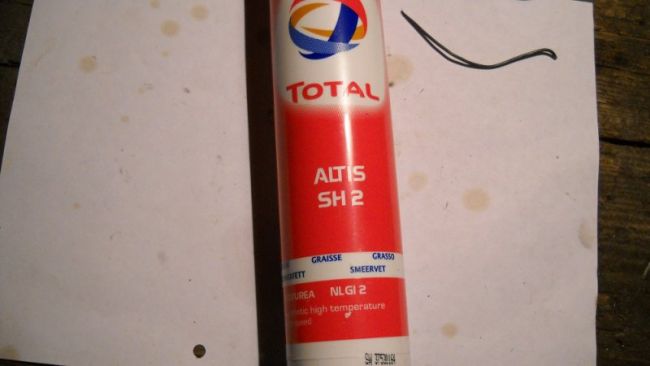 TOTAL
ALTIS
SH 2
GRAISSE GRASSO
SMEERVET
NLGI 2
high temperature